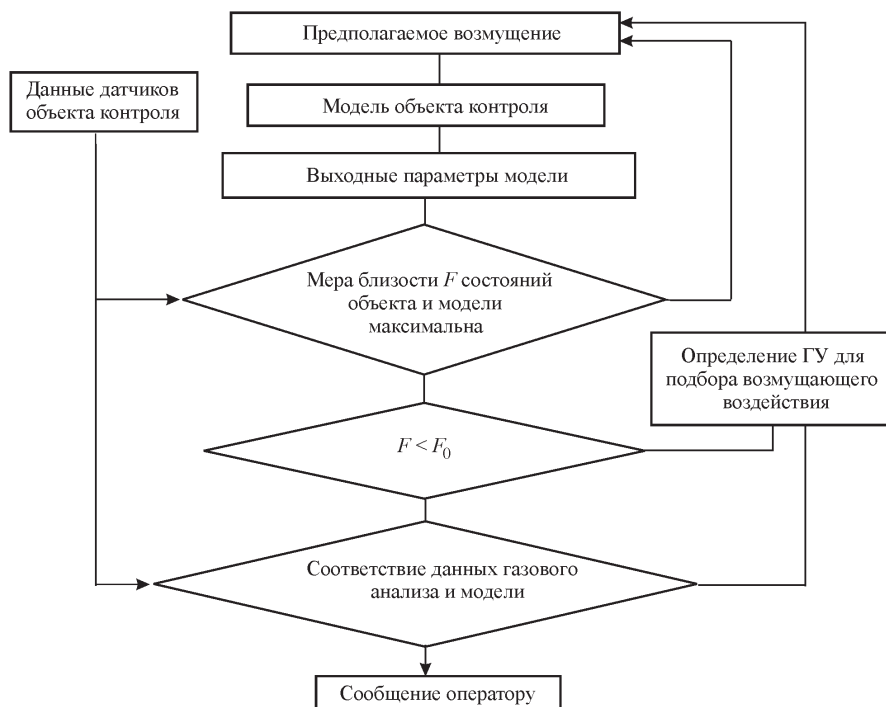 Предполагаемое возмущение
Данные датчиков
объекта контроля
Модель объекта контроля
Выходные параметры модели
Мера близости F состояний
объекта и модели
максимальна
Определение ГУ для
подбора возмущающего
воздействия
F < F₀
Соответствие данных газового
анализа и модели
Сообщение оператору